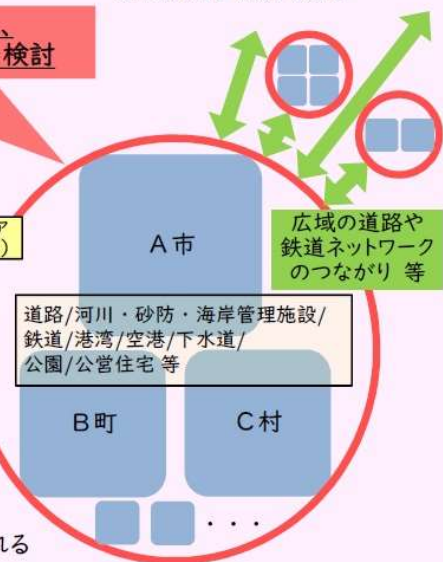 検討
A市
広域の道路や
鉄道ネットワーク
のつながり 等
道路/河川・砂防・海岸管理施設/
鉄道/港湾/空港/下水道/
公園/公営住宅 等
B町
C村
・・・
れる